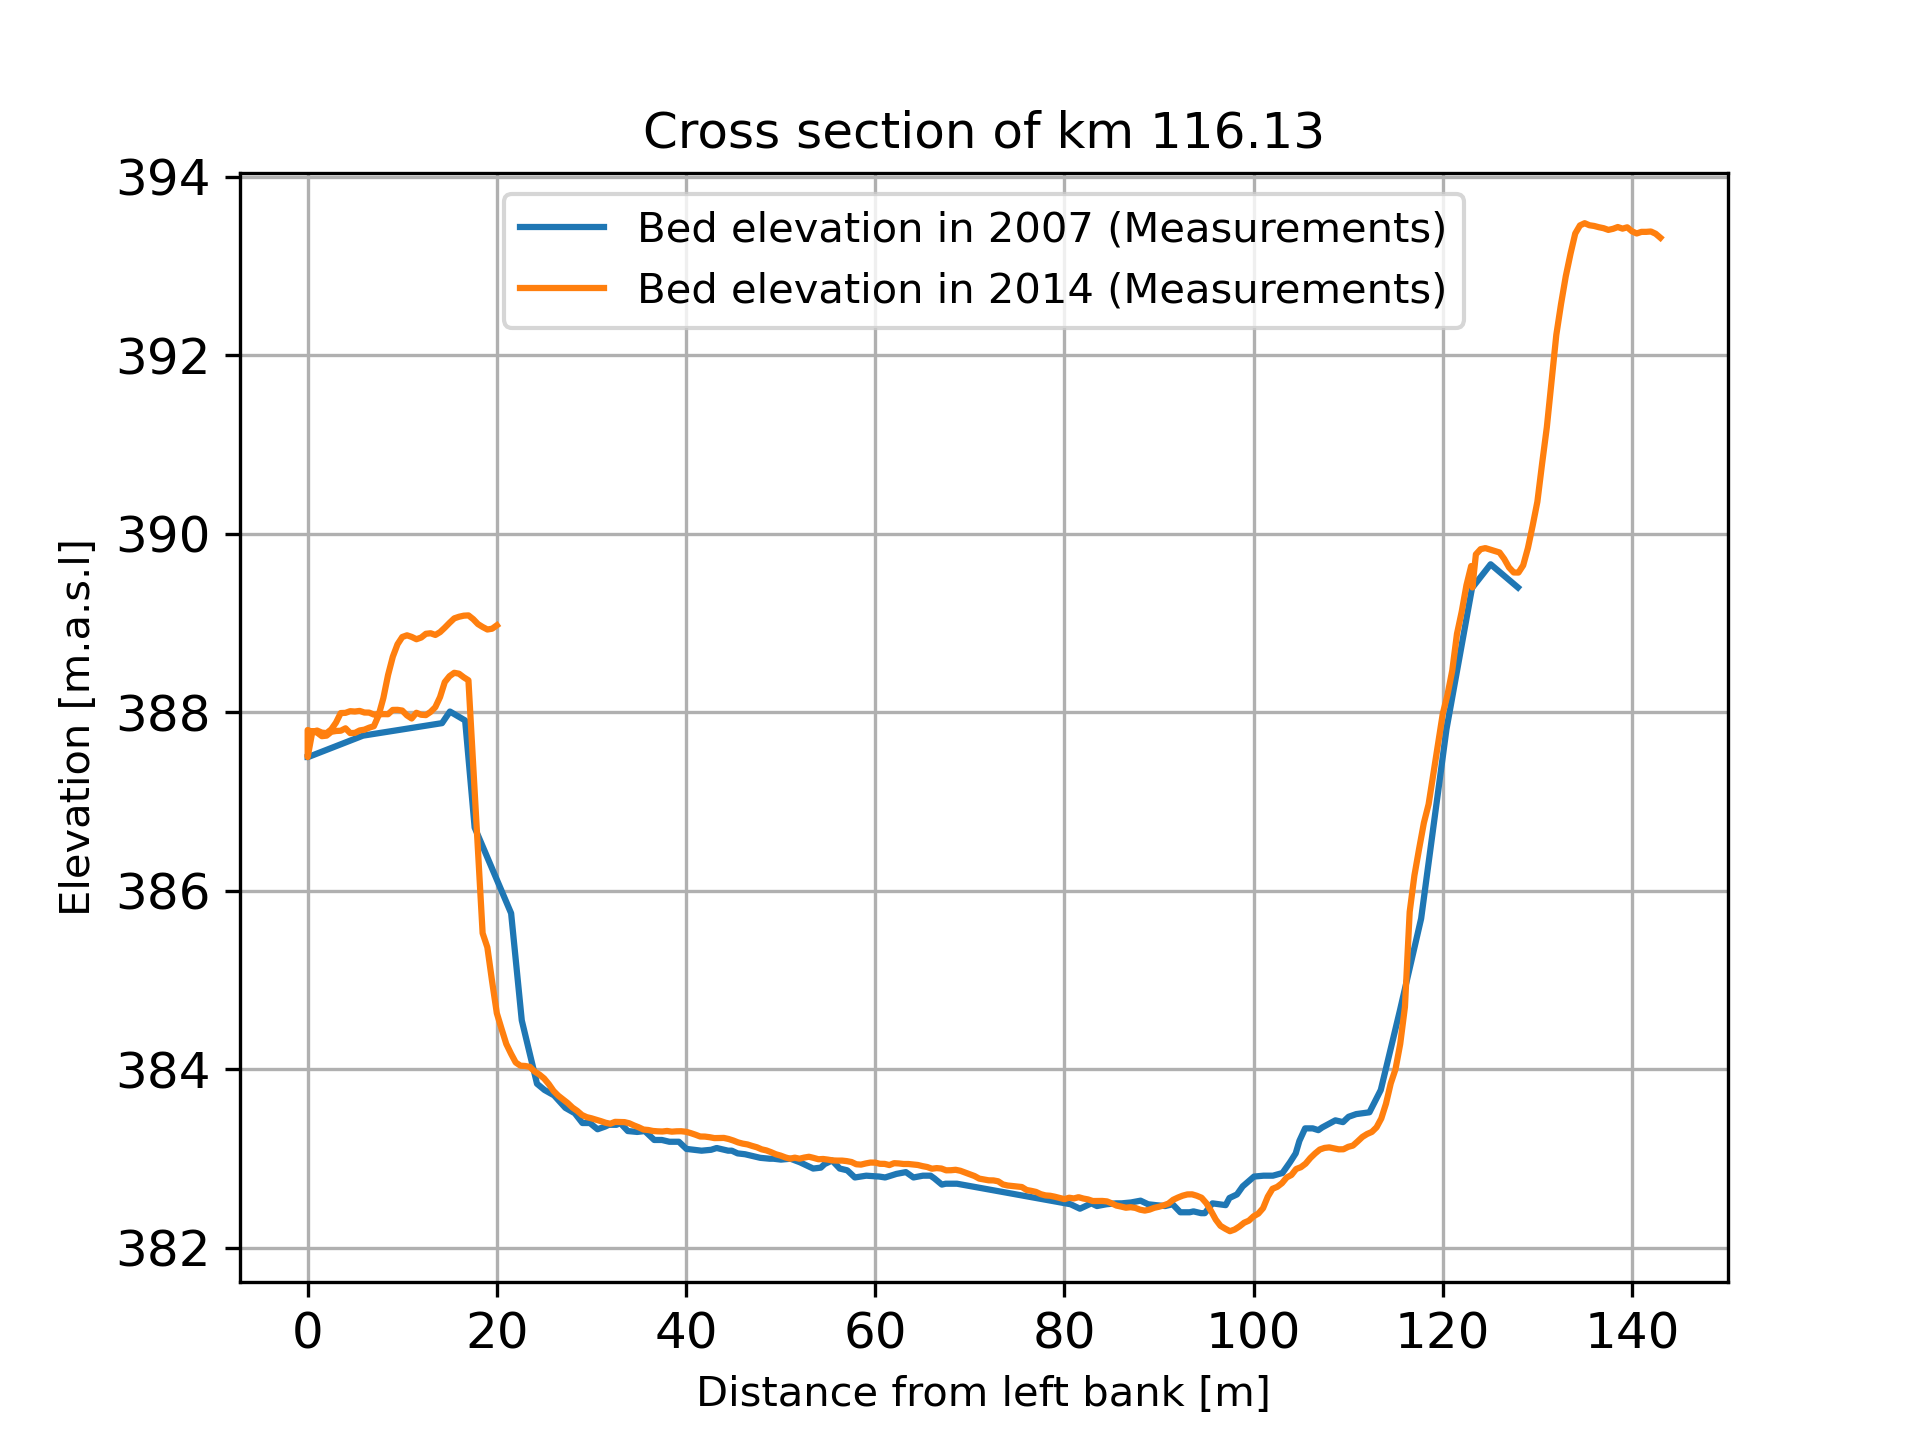 Cross section of km 116.13
Bed elevation in 2007 (Measurements)
Bed elevation in 2014 (Measurements)
Elevation [m.a.s.l]
394
392
390
388
386
384
382
0 20 40 60 80 100 120 140
Distance from left bank [m]